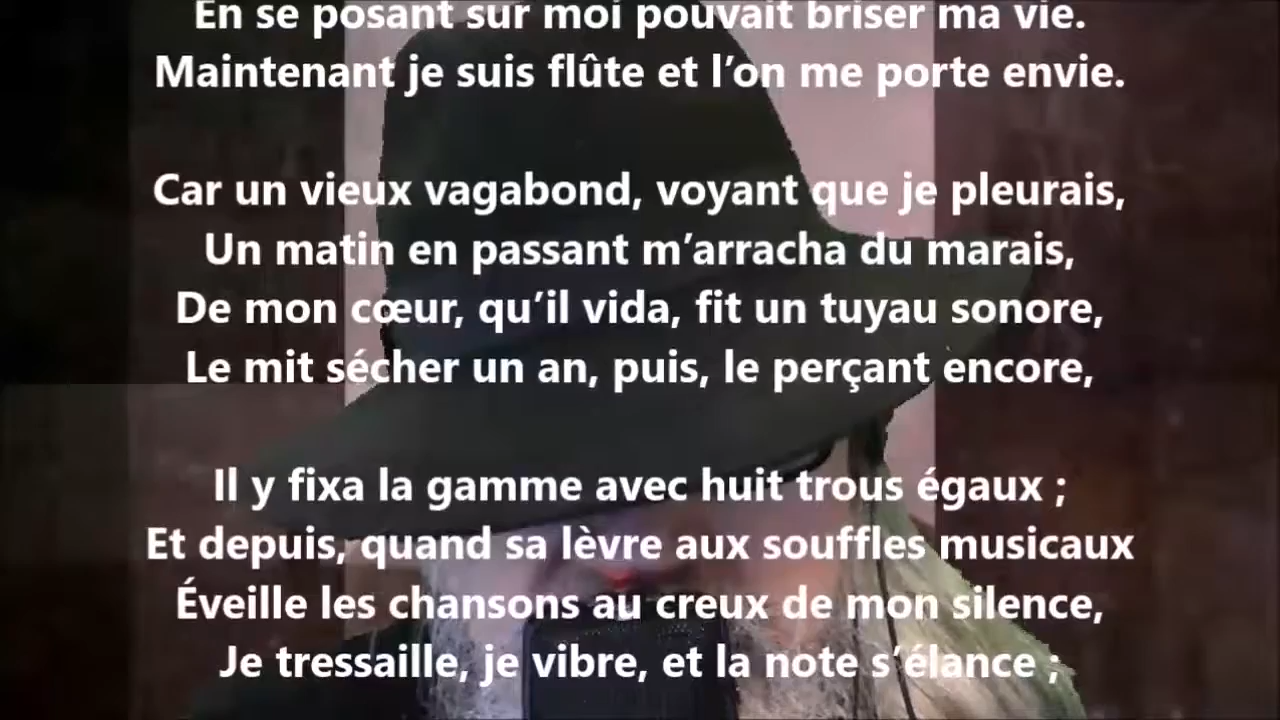 En se posant sur moi pouvait briser ma vie.
Maintenant je suis flûte et l’on me porte envie.
Car un vieux vagabond, voyant que je pleurais,
Un matin en passant m’arracha du marais,
De mon cœur, qu’il vida, fit un tuyau sonore,
Le mit sécher un an, puis, le perçant encore,
Il y fixa la gamme avec huit trous égaux ;
Et depuis, quand sa lèvre aux souffles musicaux
Éveille les chansons au creux de mon silence,
Je tressaille, je vibre, et la note s’élance ;